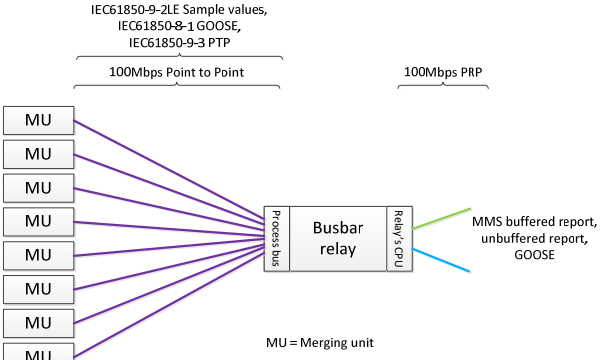 IEC61850-9-2LE Sample values,
IEC61850-8-1 GOOSE,
IEC61850-9-3 PTP
100Mbps Point to Point
100Mbps PRP
MU
MU
MU
MU
MU
MU
MU
MU
Process bus
Busbar
relay
Relay's CPU
MMS buffered report,
unbuffered report,
GOOSE
MU = Merging unit